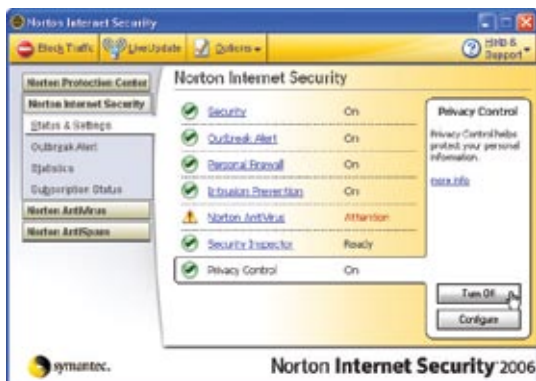 Norton Internet Security
Block Traffic LiveUpdate Options
Help & Support
Norton Protection Center
Norton Internet Security
Status & Settings
Outbreak Alert
Statistics
Subscription Status
Norton AntiVirus
Norton AntiSpam
Norton Internet Security
Security On
Outbreak Alert On
Personal Firewall On
Intrusion Prevention On
Norton AntiVirus Attention
Security Inspector Ready
Privacy Control On
Privacy Control
Privacy Control helps
protect your personal
information.
more info
Turn Off
Configure
symantec.
Norton Internet Security 2006